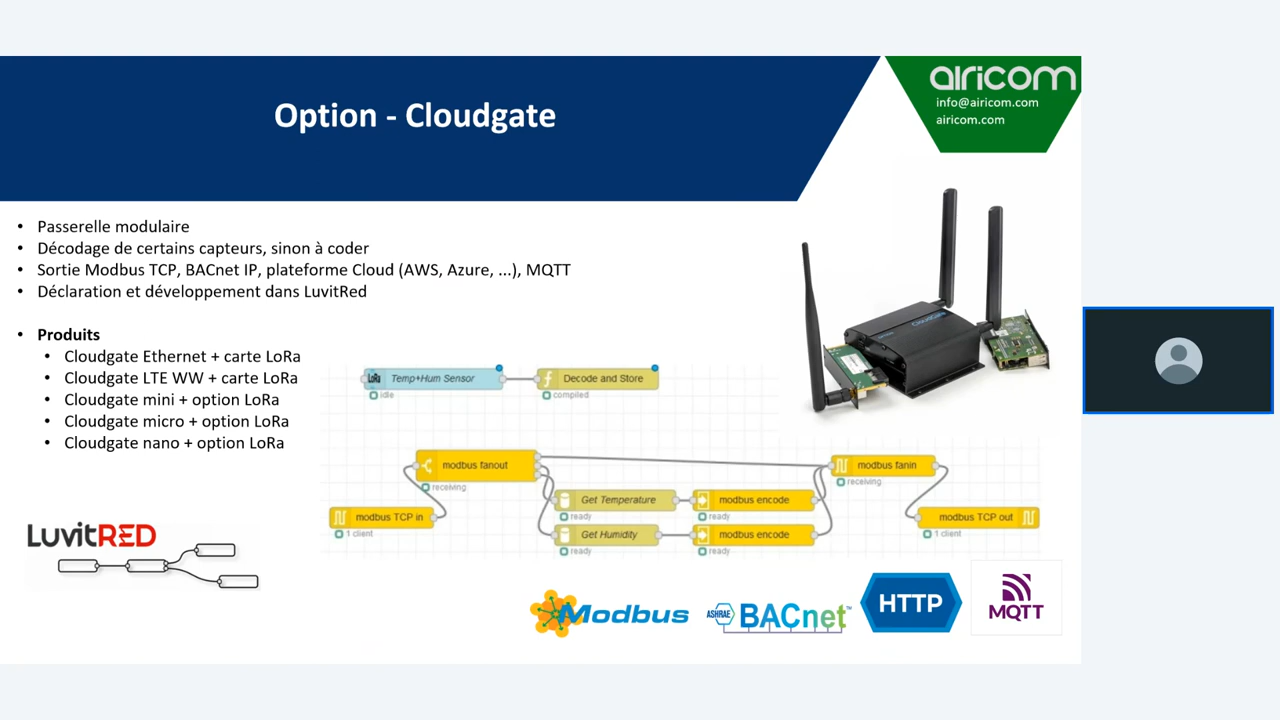 Option - Cloudgate
airicom
info@airicom.com
airicom.com
• Passerelle modulaire
• Décodage de certains capteurs, sinon à coder
• Sortie Modbus TCP, BACnet IP, plateforme Cloud (AWS, Azure, ...), MQTT
• Déclaration et développement dans LuvitRed
• Produits
• Cloudgate Ethernet + carte LoRa
• Cloudgate LTE WW + carte LoRa
• Cloudgate mini + option LoRa
• Cloudgate micro + option LoRa
• Cloudgate nano + option LoRa
CloudGate
LoRa Temp+Hum Sensor
idle
f Decode and Store
compiled
modbus fanout
receiving
modbus fanin
receiving
Get Temperature
ready
modbus encode
ready
modbus TCP in
1 client
modbus TCP out
1 client
Get Humidity
ready
modbus encode
ready
LuvitRED
Modbus
ASHRAE BACnet™
HTTP
MQTT